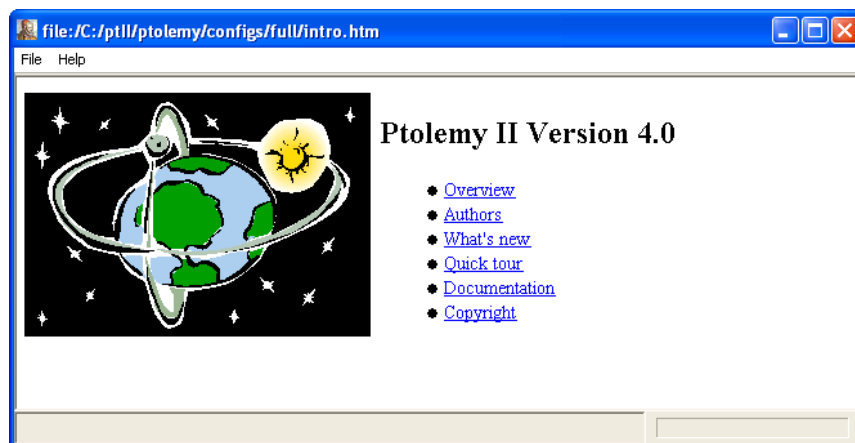 file:/C:/ptII/ptolemy/configs/full/intro.htm
File Help
Ptolemy II Version 4.0
Overview
Authors
What's new
Quick tour
Documentation
Copyright